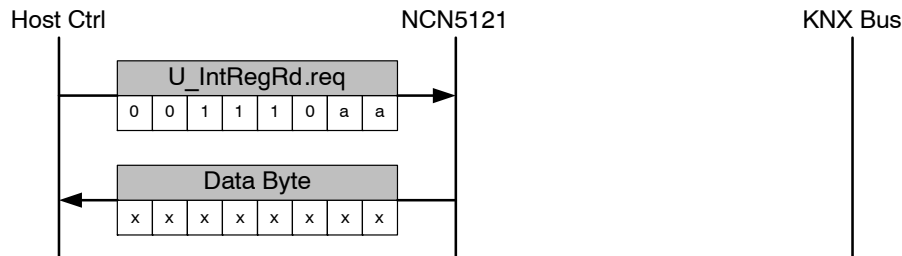 Host Ctrl NCN5121 KNX Bus
U_IntRegRd.req
0 0 1 1 1 0 a a
Data Byte
x x x x x x x x